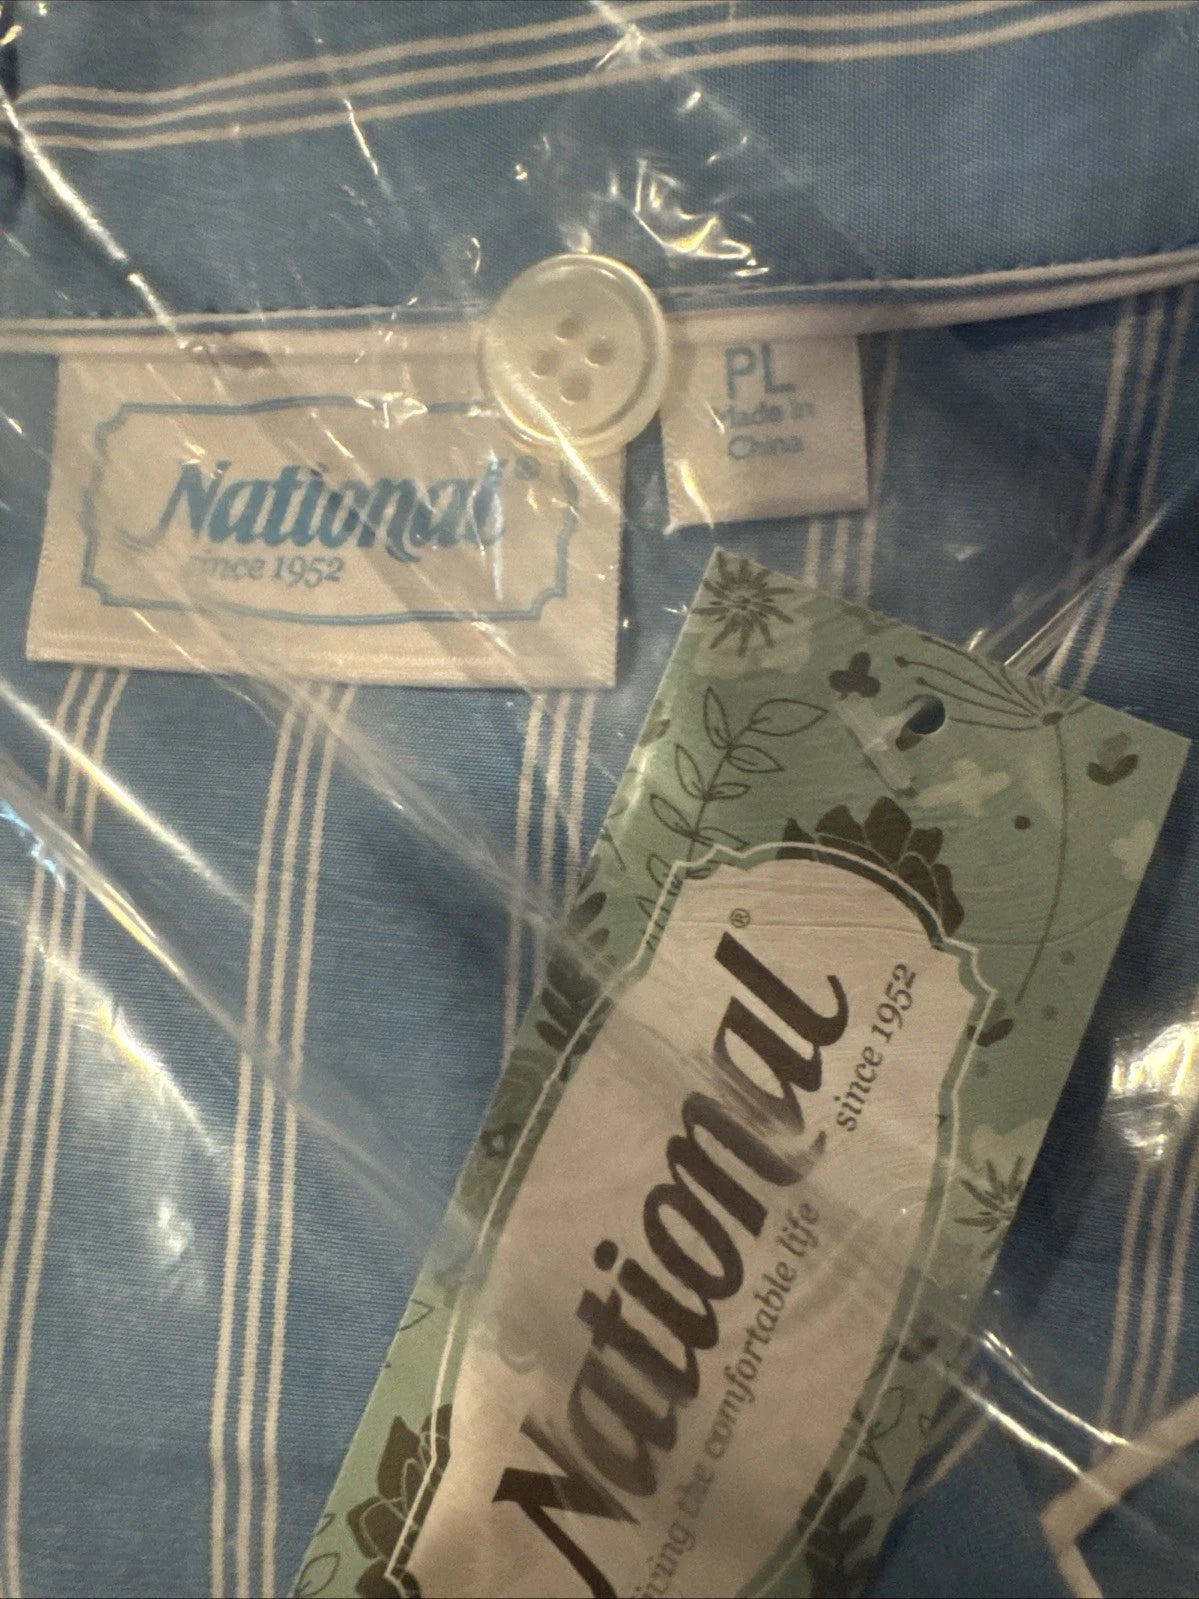 National®
since 1952
PL
Made in
China
National®
since 1952
living the comfortable life